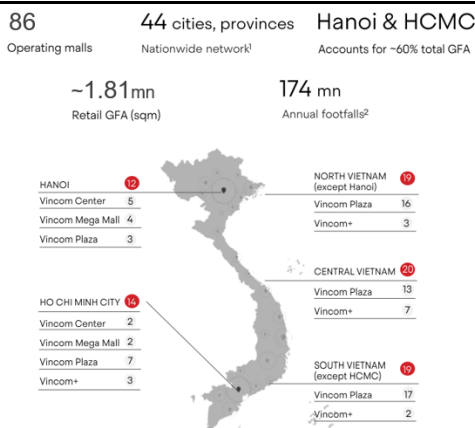 86
Operating malls
44 cities, provinces
Nationwide network¹
Hanoi & HCMC
Accounts for ~60% total GFA
~1.81mn
Retail GFA (sqm)
174 mn
Annual footfalls²
HANOI 12
Vincom Center 5
Vincom Mega Mall 4
Vincom Plaza 3
NORTH VIETNAM 19
(except Hanoi)
Vincom Plaza 16
Vincom+ 3
CENTRAL VIETNAM 20
Vincom Plaza 13
Vincom+ 7
HO CHI MINH CITY 14
Vincom Center 2
Vincom Mega Mall 2
Vincom Plaza 7
Vincom+ 3
SOUTH VIETNAM 19
(except HCMC)
Vincom Plaza 17
Vincom+ 2